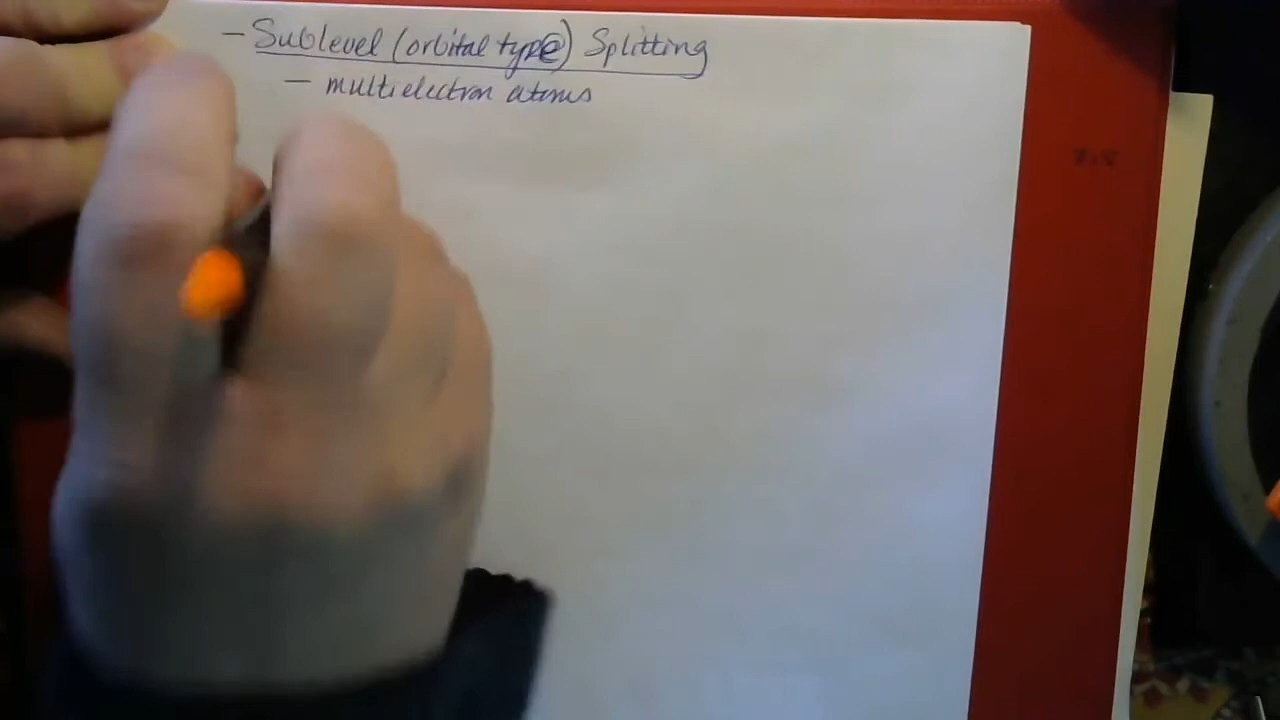 - Sublevel (orbital type) Splitting
- multielectron atoms